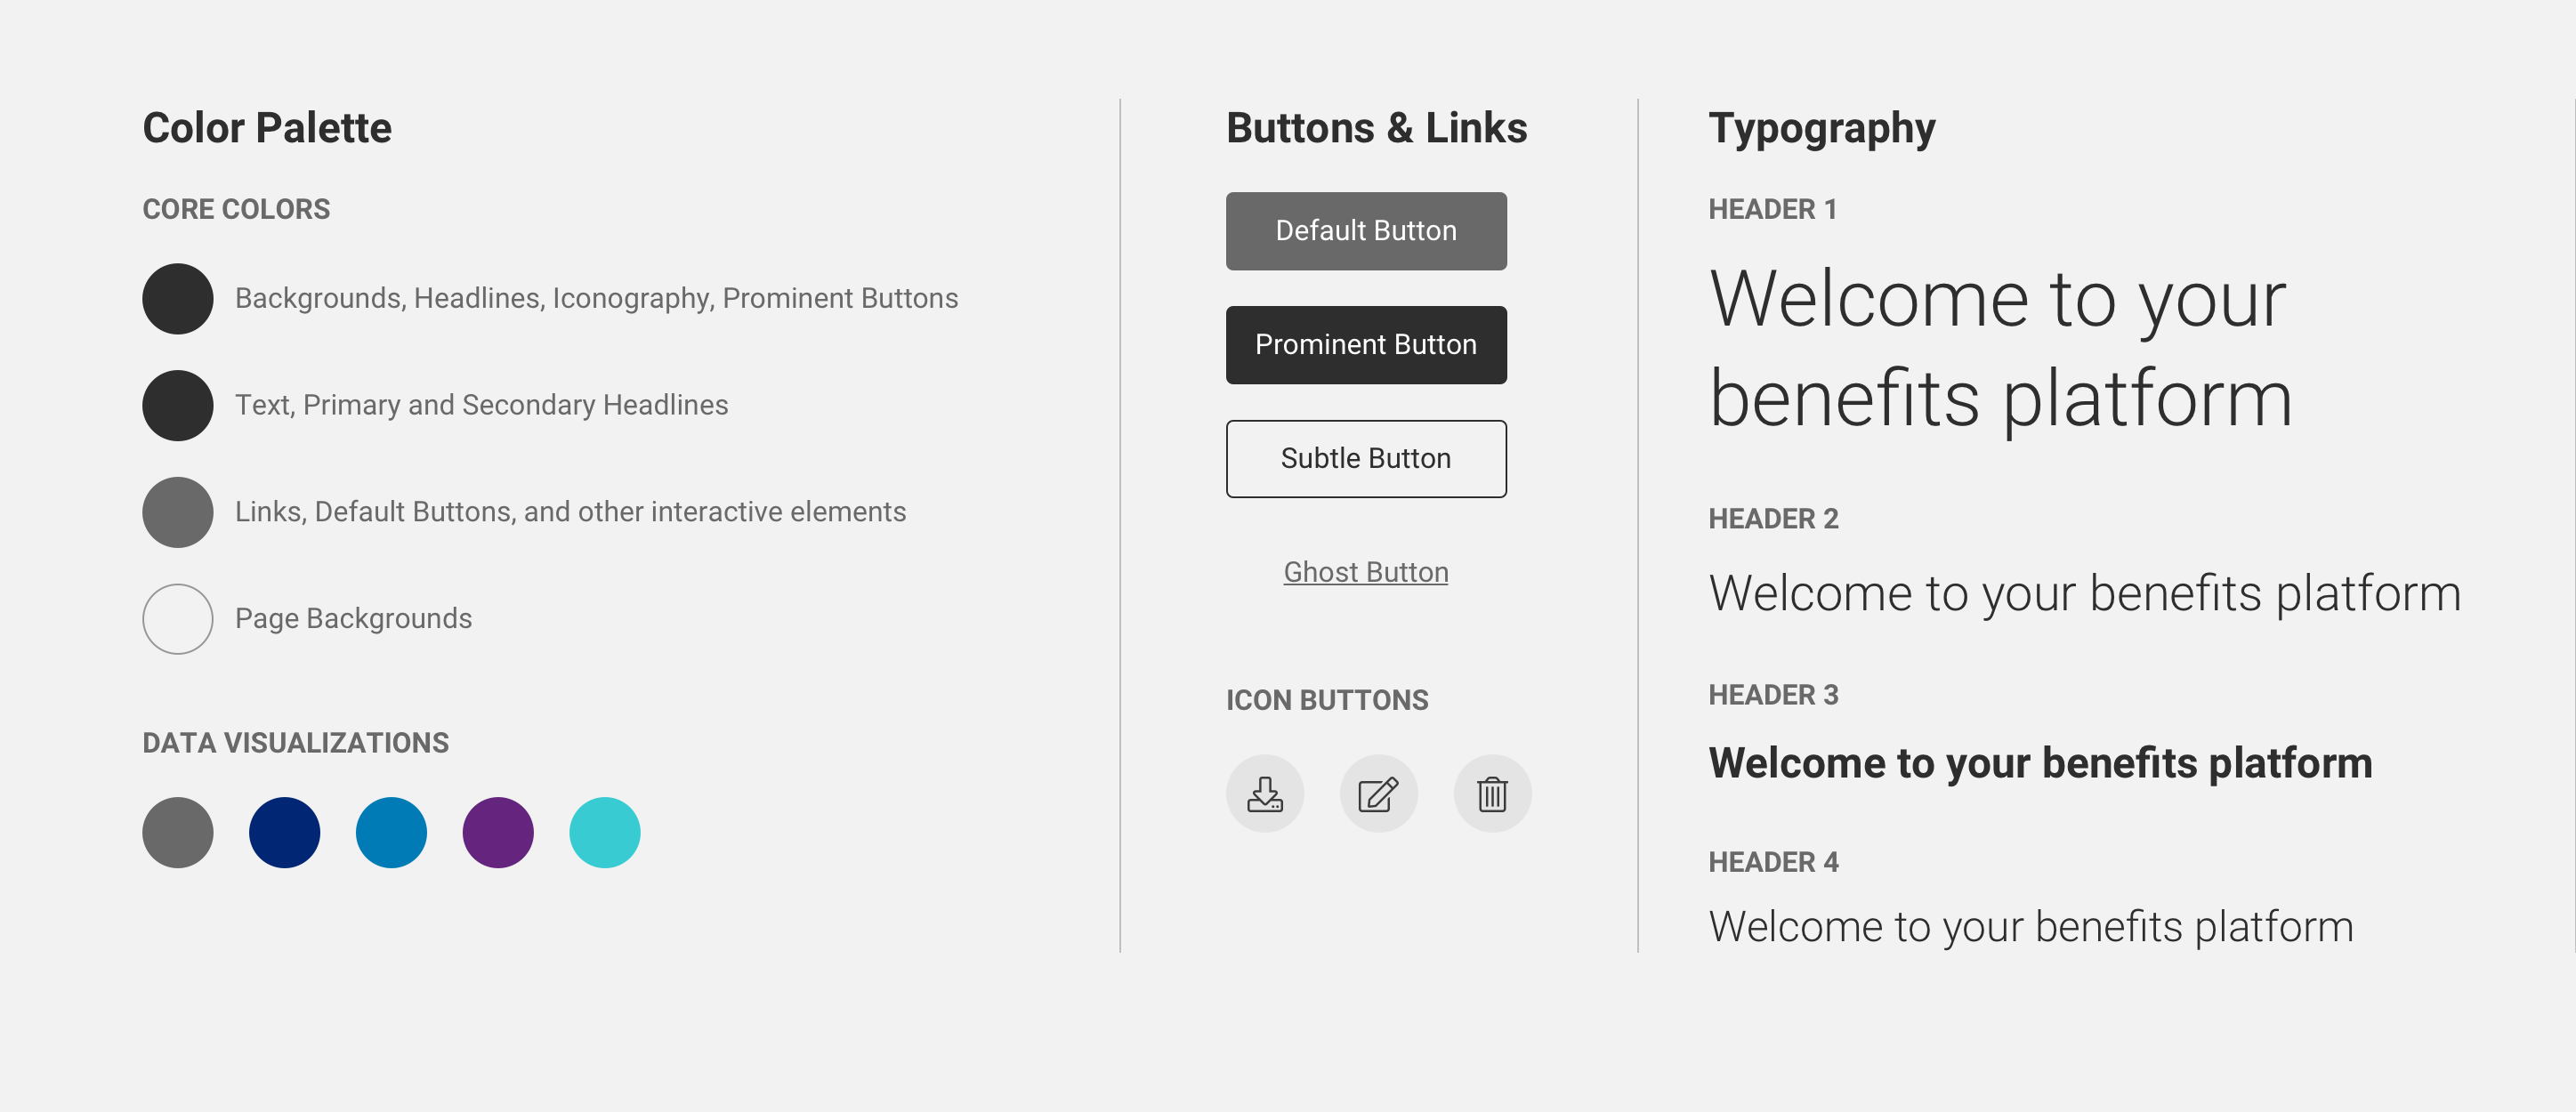 Color Palette
CORE COLORS
Backgrounds, Headlines, Iconography, Prominent Buttons
Text, Primary and Secondary Headlines
Links, Default Buttons, and other interactive elements
Page Backgrounds
DATA VISUALIZATIONS
Buttons & Links
Default Button
Prominent Button
Subtle Button
Ghost Button
ICON BUTTONS
Typography
HEADER 1
Welcome to your
benefits platform
HEADER 2
Welcome to your benefits platform
HEADER 3
Welcome to your benefits platform
HEADER 4
Welcome to your benefits platform